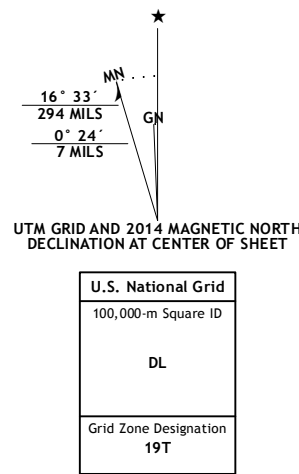 ★
MN
GN
16° 33´
294 MILS
0° 24´
7 MILS
UTM GRID AND 2014 MAGNETIC NORTH
DECLINATION AT CENTER OF SHEET
U.S. National Grid
100,000-m Square ID
DL
Grid Zone Designation
19T